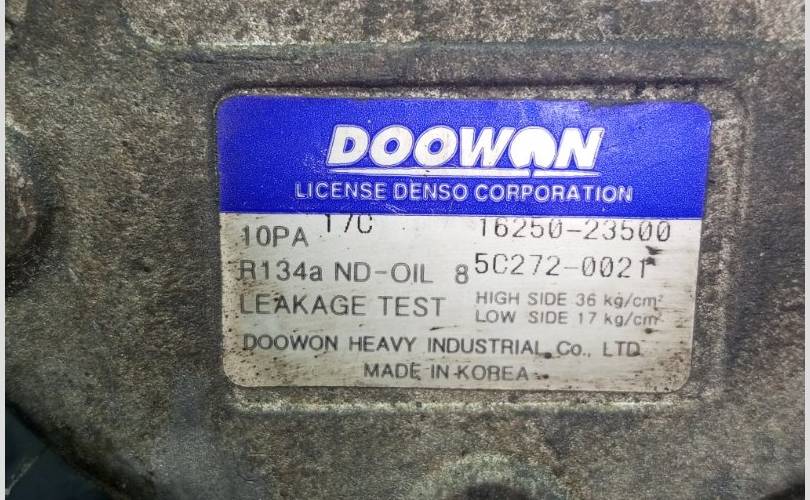 DOOWON
LICENSE DENSO CORPORATION
10PA 17C 16250-23500
R134a ND-OIL 8 5C272-0021
LEAKAGE TEST HIGH SIDE 36 kg/cm²
LOW SIDE 17 kg/cm²
DOOWON HEAVY INDUSTRIAL Co., LTD
MADE IN KOREA